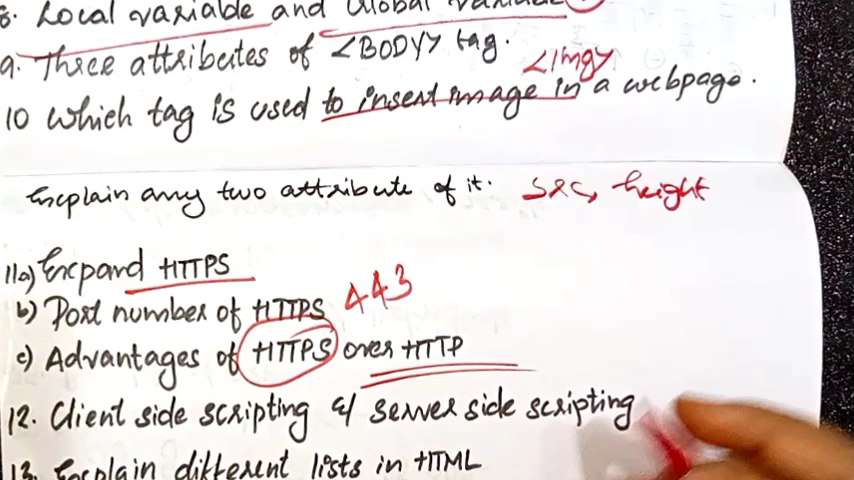 8. Local variable and Global variable
9. Three attributes of <BODY> tag.
<Img>
10 Which tag is used to insert image in a webpage.
Explain any two attribute of it. src, height
11a) Expand HTTPS
b) Port number of HTTPS 443
c) Advantages of HTTPS over HTTP
12. Client side scripting & server side scripting
13. Explain different lists in HTML